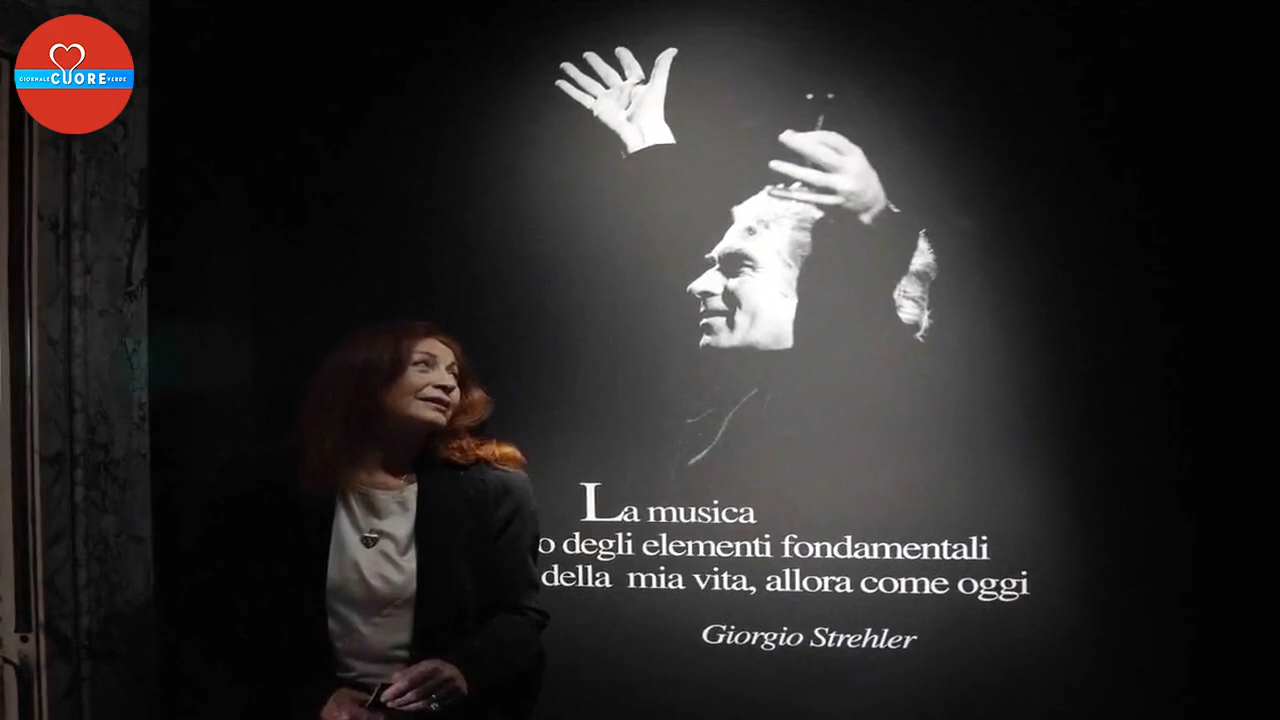 GIORNALE CUORE VERDE
La musica
o degli elementi fondamentali
della mia vita, allora come oggi
Giorgio Strehler